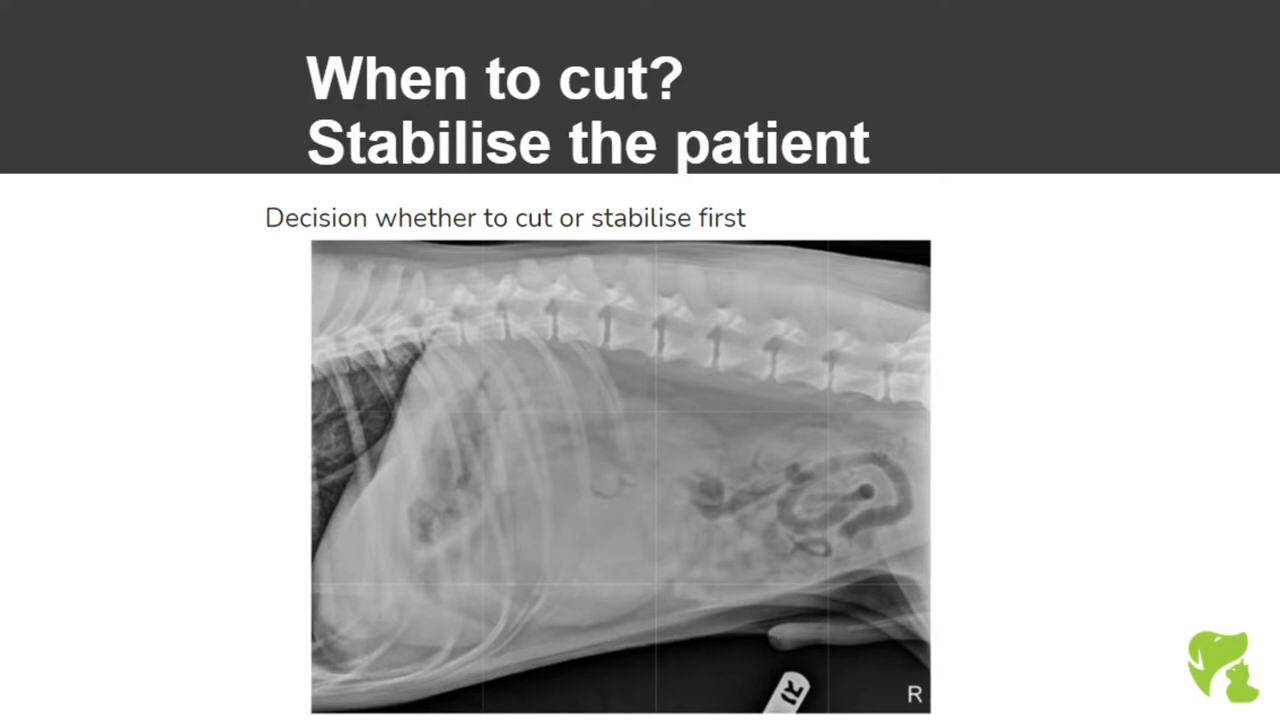 When to cut?
Stabilise the patient
Decision whether to cut or stabilise first
R
R